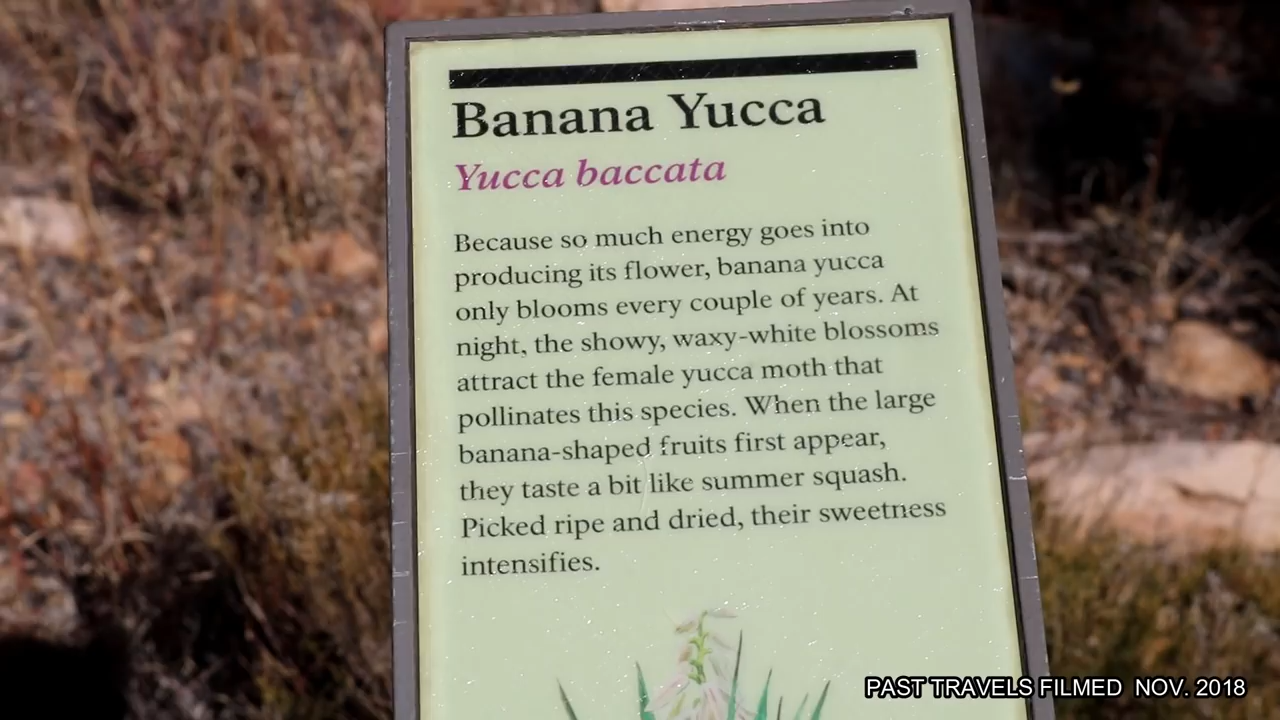 Banana Yucca
Yucca baccata
Because so much energy goes into
producing its flower, banana yucca
only blooms every couple of years. At
night, the showy, waxy-white blossoms
attract the female yucca moth that
pollinates this species. When the large
banana-shaped fruits first appear,
they taste a bit like summer squash.
Picked ripe and dried, their sweetness
intensifies.
PAST TRAVELS FILMED NOV. 2018